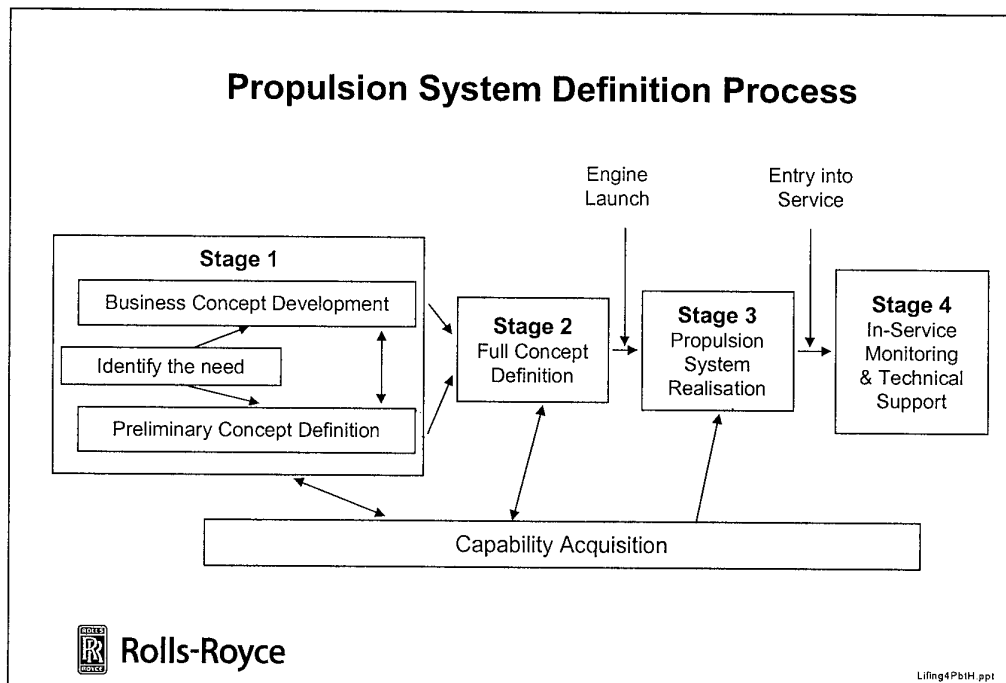 Propulsion System Definition Process
Engine
Launch
Entry into
Service
Stage 1
Business Concept Development
Identify the need
Preliminary Concept Definition
Stage 2
Full Concept
Definition
Stage 3
Propulsion
System
Realisation
Stage 4
In-Service
Monitoring
& Technical
Support
Capability Acquisition
ROLLS
RR
ROYCE
Rolls-Royce
Lifing4PbtH.ppt